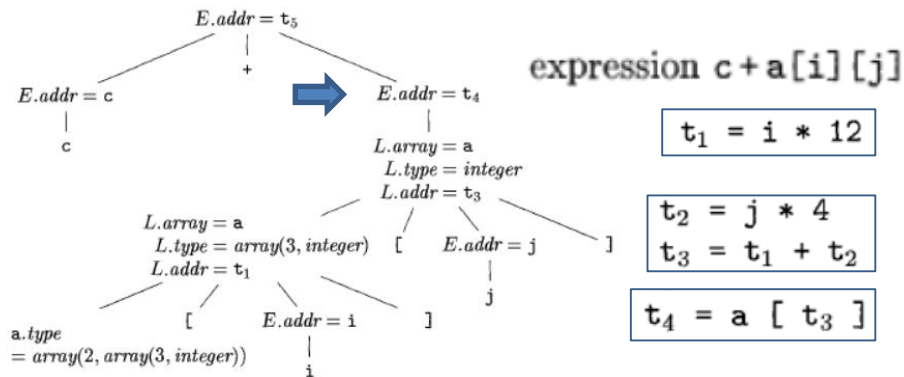 E.addr = t₅
+
expression c + a[i][j]
E.addr = c
E.addr = t₄
c
t₁ = i * 12
L.array = a
L.type = integer
L.addr = t₃
t₂ = j * 4
t₃ = t₁ + t₂
L.array = a
L.type = array(3, integer)
L.addr = t₁
[
E.addr = j
]
j
t₄ = a [ t₃ ]
a.type
= array(2, array(3, integer))
[
E.addr = i
]
i